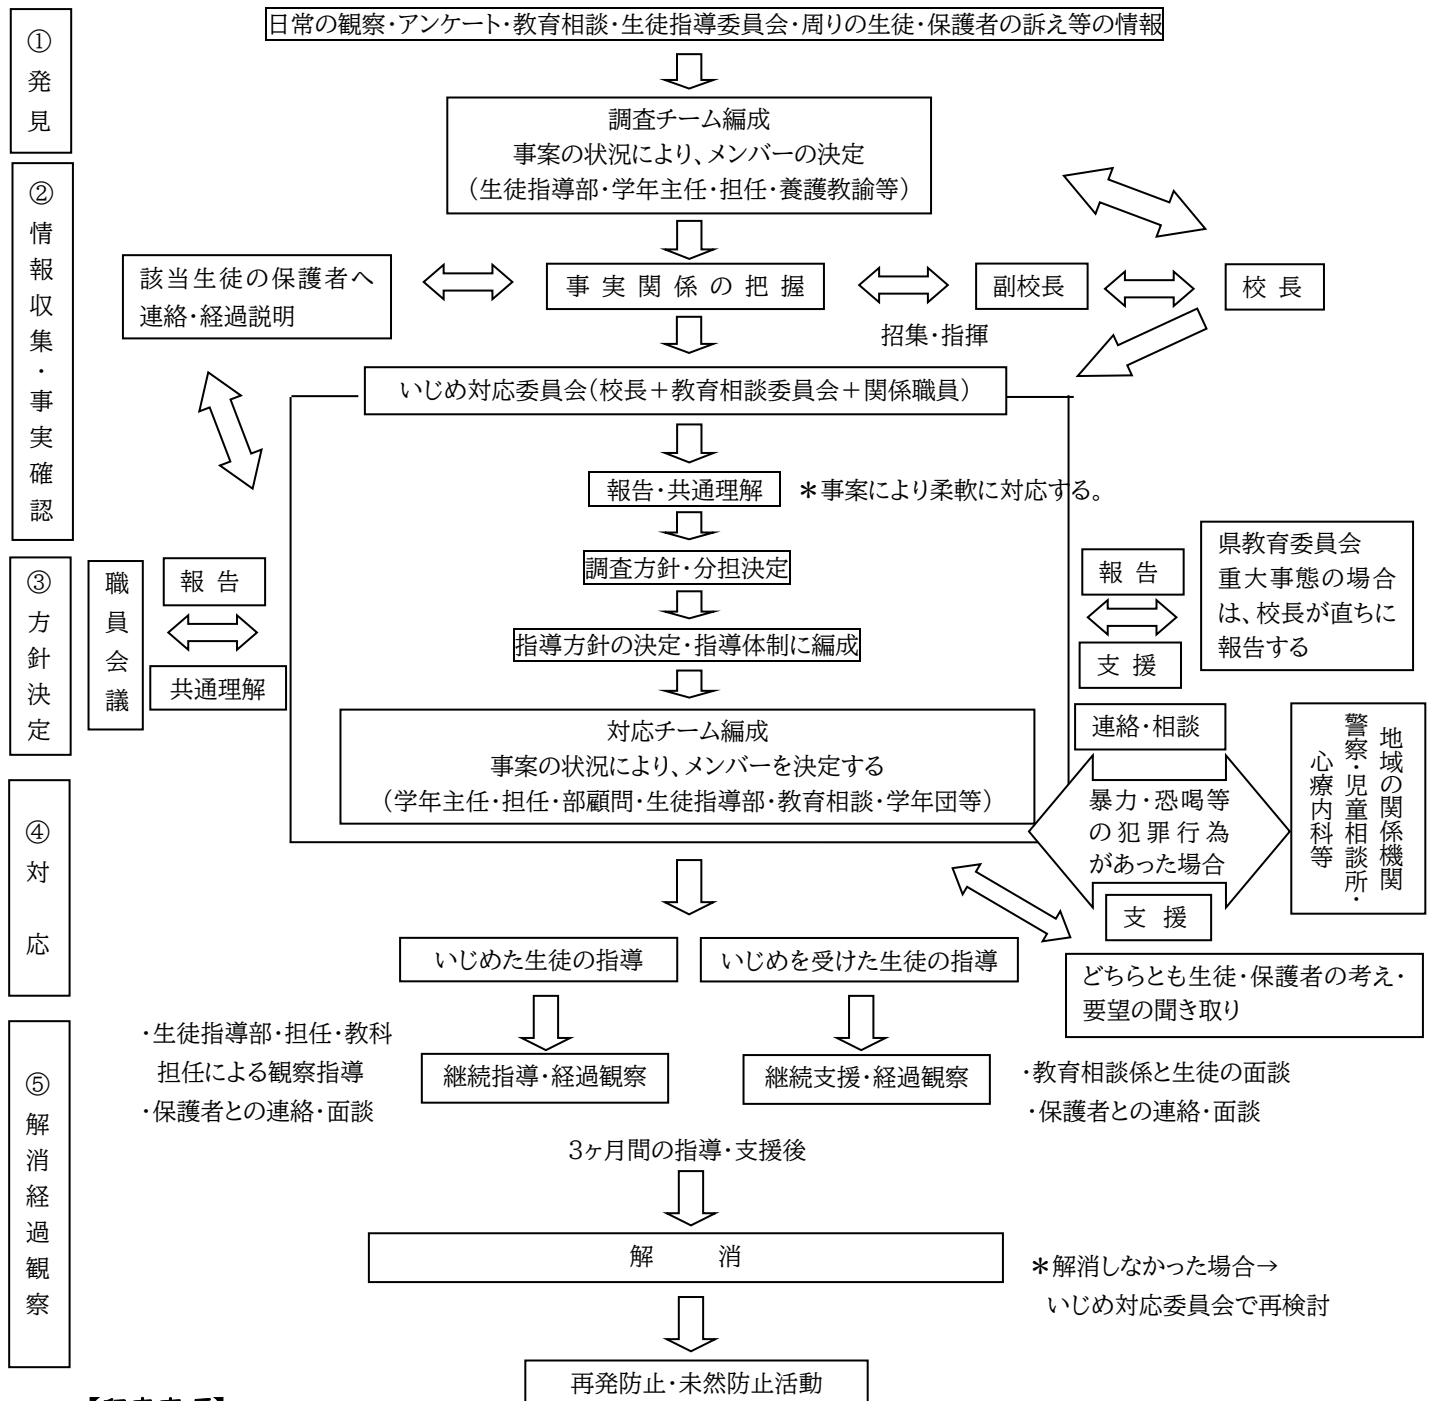 ①発見
日常の観察・アンケート・教育相談・生徒指導委員会・周りの生徒・保護者の訴え等の情報
調査チーム編成
事案の状況により、メンバーの決定
（生徒指導部・学年主任・担任・養護教諭等）
②情報収集・事実確認
該当生徒の保護者へ
連絡・経過説明
事実関係の把握
副校長
校長
招集・指揮
いじめ対応委員会（校長＋教育相談委員会＋関係職員）
報告・共通理解
＊事案により柔軟に対応する。
③方針決定
職員会議
報告
共通理解
調査方針・分担決定
指導方針の決定・指導体制に編成
報告
支援
県教育委員会
重大事態の場合
は、校長が直ちに
報告する
対応チーム編成
事案の状況により、メンバーを決定する
（学年主任・担任・部顧問・生徒指導部・教育相談・学年団等）
連絡・相談
暴力・恐喝等
の犯罪行為
があった場合
支援
地域の関係機関
警察・児童相談所・
心療内科等
④対応
いじめた生徒の指導
いじめを受けた生徒の指導
どちらとも生徒・保護者の考え・
要望の聞き取り
⑤解消経過観察
・生徒指導部・担任・教科
担任による観察指導
・保護者との連絡・面談
継続指導・経過観察
継続支援・経過観察
・教育相談係と生徒の面談
・保護者との連絡・面談
3ヶ月間の指導・支援後
解消
＊解消しなかった場合→
いじめ対応委員会で再検討
再発防止・未然防止活動